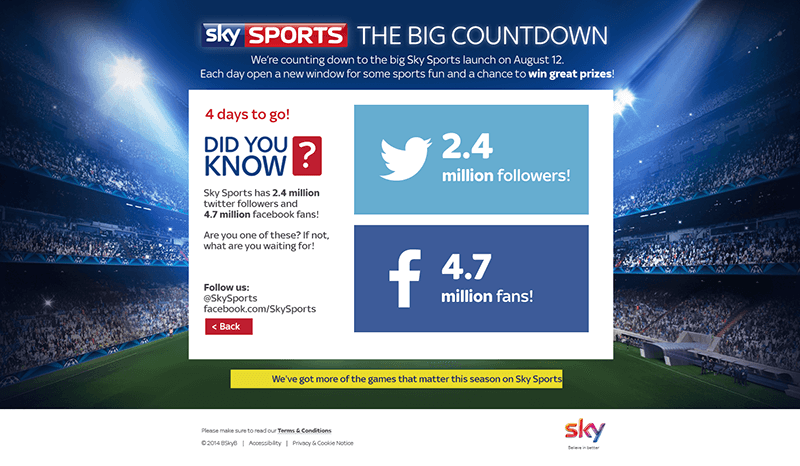 sky SPORTS THE BIG COUNTDOWN
We're counting down to the big Sky Sports launch on August 12.
Each day open a new window for some sports fun and a chance to win great prizes!
4 days to go!
DID YOU
KNOW ?
Sky Sports has 2.4 million
twitter followers and
4.7 million facebook fans!
Are you one of these? If not,
what are you waiting for!
Follow us:
@SkySports
facebook.com/SkySports
< Back
2.4
million followers!
f
4.7
million fans!
We've got more of the games that matter this season on Sky Sports
Please make sure to read our Terms & Conditions
© 2014 BSkyB | Accessibility | Privacy & Cookie Notice
sky
Believe in better